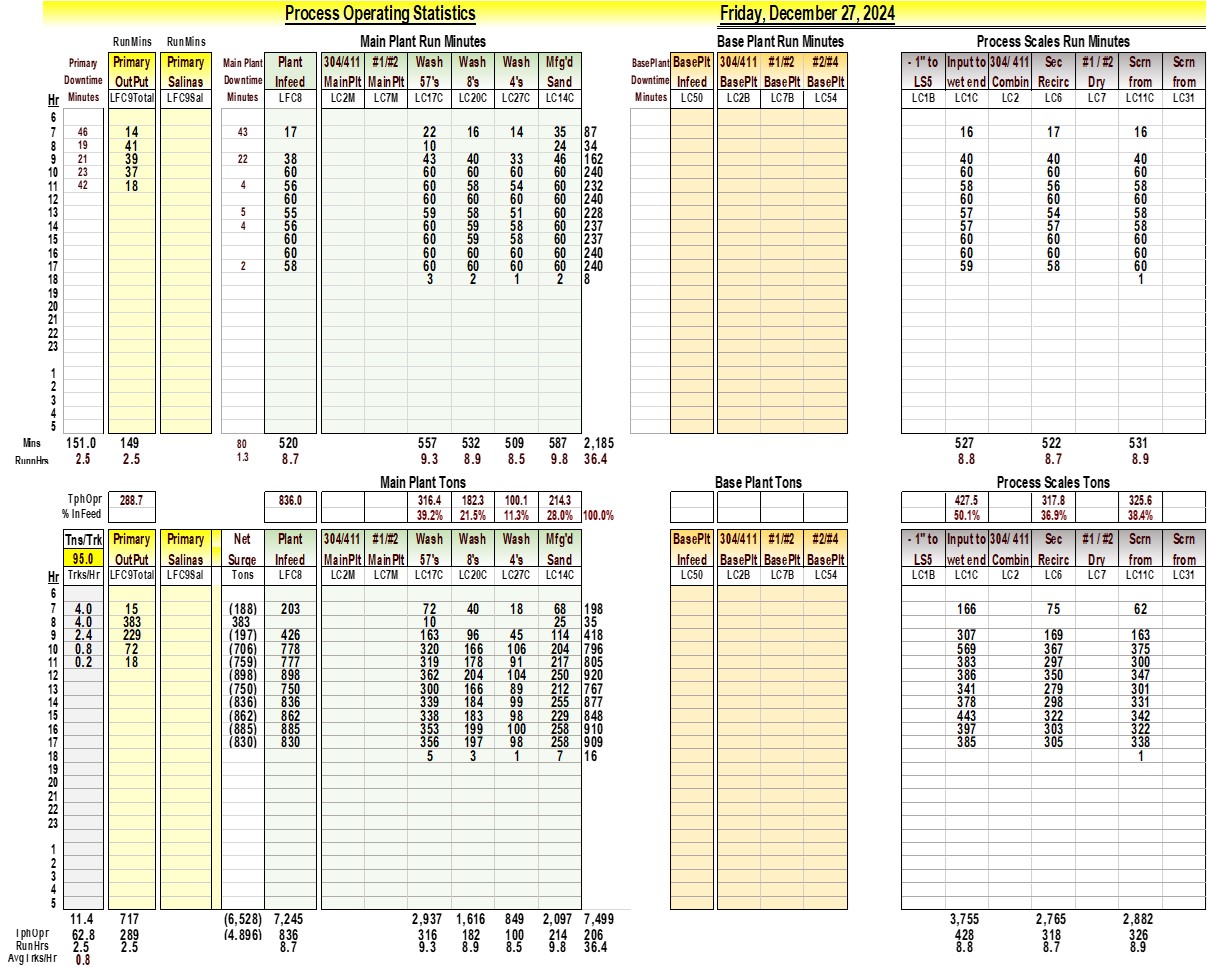 Process Operating Statistics Friday, December 27, 2024
RunMins RunMins Main Plant Run Minutes Base Plant Run Minutes Process Scales Run Minutes
Primary Primary Primary Main Plant Plant 304/411 #1/#2 Wash Wash Wash Mfg'd BasePlant BasePlt 304/411 #1/#2 #2/#4 - 1" to Input to 304/ 411 Sec #1 / #2 Scrn Scrn
Downtime OutPut Salinas Downtime Infeed MainPlt MainPlt 57's 8's 4's Sand Downtime Infeed BasePlt BasePlt BasePlt LS5 wet end Combin Recirc Dry from from
Hr Minutes LFC9Total LFC9Sal Minutes LFC8 LC2M LC7M LC17C LC20C LC27C LC14C Minutes LC50 LC2B LC7B LC54 LC1B LC1C LC2 LC6 LC7 LC11C LC31
6
7 46 14 43 17 22 16 14 35 87 16 17 16
8 19 41 10 24 34
9 21 39 22 38 43 40 33 46 162 40 40 40
10 23 37 60 60 60 60 60 240 60 60 60
11 42 18 4 56 60 58 54 60 232 58 56 58
12 60 60 60 60 60 240 60 60 60
13 5 55 59 58 51 60 228 57 54 58
14 4 56 60 59 58 60 237 57 57 58
15 60 60 59 58 60 237 60 60 60
16 60 60 60 60 60 240 60 60 60
17 2 58 60 60 60 60 240 59 58 60
18 3 2 1 2 8 1
19
20
21
22
23
1
2
3
4
5
Mins 151.0 149 80 520 557 532 509 587 2,185 527 522 531
RunnHrs 2.5 2.5 1.3 8.7 9.3 8.9 8.5 9.8 36.4 8.8 8.7 8.9
Main Plant Tons Base Plant Tons Process Scales Tons
TphOpr 288.7 836.0 316.4 182.3 100.1 214.3 427.5 317.8 325.6
% InFeed 39.2% 21.5% 11.3% 28.0% 100.0% 50.1% 36.9% 38.4%
Tns/Trk Primary Primary Net Plant 304/411 #1/#2 Wash Wash Wash Mfg'd BasePlt 304/411 #1/#2 #2/#4 - 1" to Input to 304/ 411 Sec #1 / #2 Scrn Scrn
95.0 OutPut Salinas Surge Infeed MainPlt MainPlt 57's 8's 4's Sand Infeed BasePlt BasePlt BasePlt LS5 wet end Combin Recirc Dry from from
Hr Trks/Hr LFC9Total LFC9Sal Tons LFC8 LC2M LC7M LC17C LC20C LC27C LC14C LC50 LC2B LC7B LC54 LC1B LC1C LC2 LC6 LC7 LC11C LC31
6
7 4.0 15 (188) 203 72 40 18 68 198 166 75 62
8 4.0 383 383 10 25 35
9 2.4 229 (197) 426 163 96 45 114 418 307 169 163
10 0.8 72 (706) 778 320 166 106 204 796 569 367 375
11 0.2 18 (759) 777 319 178 91 217 805 383 297 300
12 (898) 898 362 204 104 250 920 386 350 347
13 (750) 750 300 166 89 212 767 341 279 301
14 (836) 836 339 184 99 255 877 378 298 331
15 (862) 862 338 183 98 229 848 443 322 342
16 (885) 885 353 199 100 258 910 397 303 322
17 (830) 830 356 197 98 258 909 385 305 338
18 5 3 1 7 16 1
19
20
21
22
23
1
2
3
4
5
11.4 717 (6,528) 7,245 2,937 1,616 849 2,097 7,499 3,755 2,765 2,882
TphOpr 62.8 289 (4,896) 836 316 182 100 214 206 428 318 326
RunHrs 2.5 2.5 8.7 9.3 8.9 8.5 9.8 36.4 8.8 8.7 8.9
AvgTrks/Hr 0.8